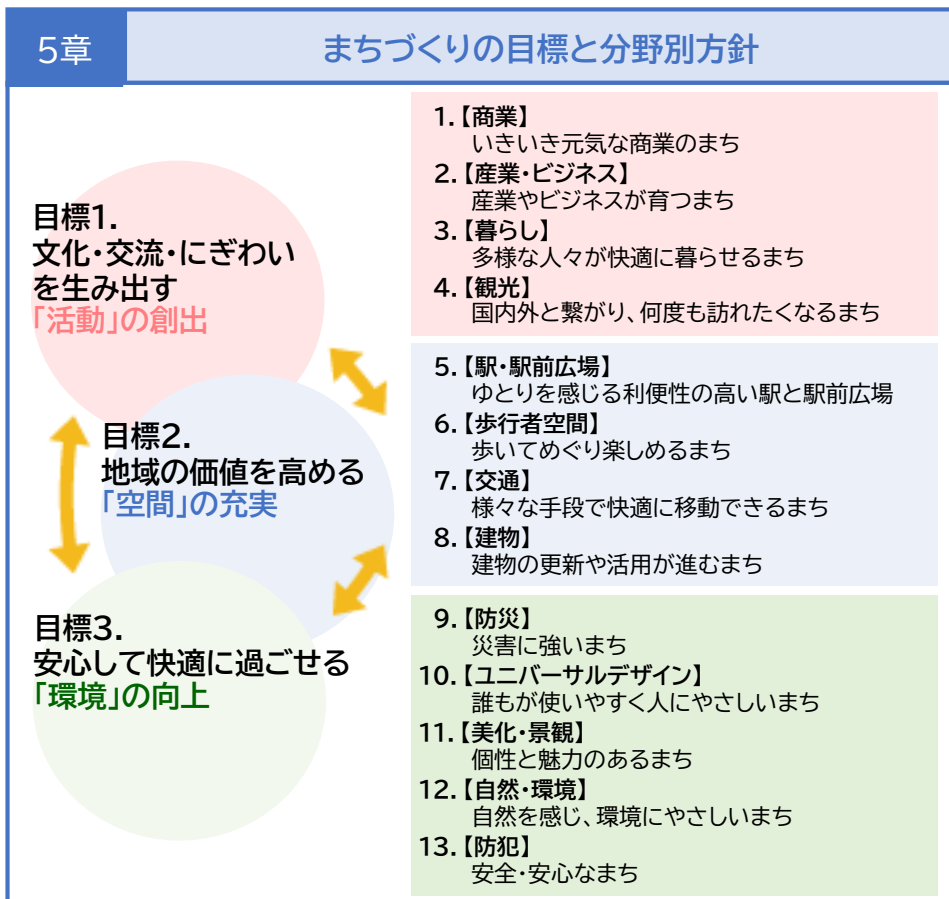 5章
まちづくりの目標と分野別方針
目標1.
文化・交流・にぎわい
を生み出す
「活動」の創出
目標2.
地域の価値を高める
「空間」の充実
目標3.
安心して快適に過ごせる
「環境」の向上
1.【商業】
いきいき元気な商業のまち
2.【産業・ビジネス】
産業やビジネスが育つまち
3.【暮らし】
多様な人々が快適に暮らせるまち
4.【観光】
国内外と繋がり、何度も訪れたくなるまち
5.【駅・駅前広場】
ゆとりを感じる利便性の高い駅と駅前広場
6.【歩行者空間】
歩いてめぐり楽しめるまち
7.【交通】
様々な手段で快適に移動できるまち
8.【建物】
建物の更新や活用が進むまち
9.【防災】
災害に強いまち
10.【ユニバーサルデザイン】
誰もが使いやすく人にやさしいまち
11.【美化・景観】
個性と魅力のあるまち
12.【自然・環境】
自然を感じ、環境にやさしいまち
13.【防犯】
安全・安心なまち